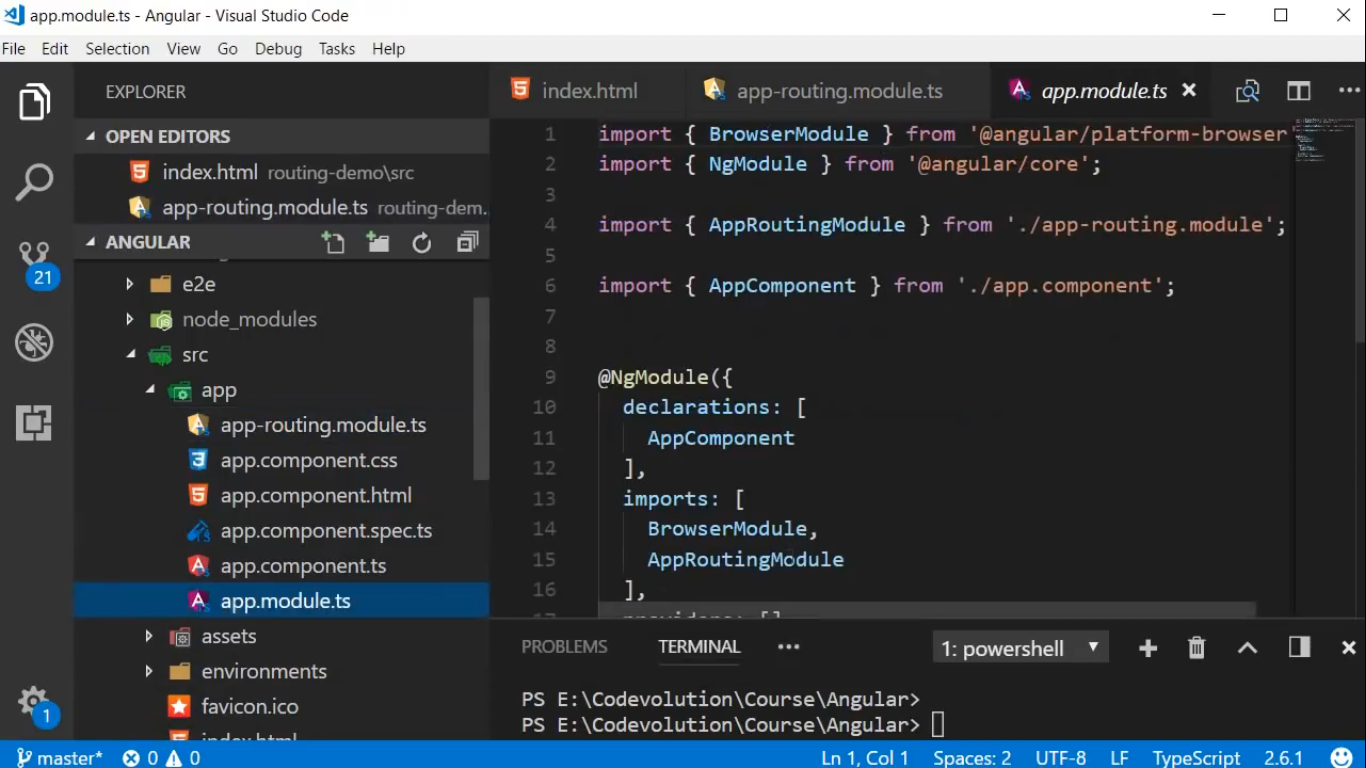 app.module.ts - Angular - Visual Studio Code
File Edit Selection View Go Debug Tasks Help
EXPLORER
OPEN EDITORS
index.html routing-demo\src
app-routing.module.ts routing-dem...
ANGULAR
e2e
node_modules
src
app
app-routing.module.ts
app.component.css
app.component.html
app.component.spec.ts
app.component.ts
app.module.ts
assets
environments
favicon.ico
index.html
21
1
index.html app-routing.module.ts app.module.ts
1 import { BrowserModule } from '@angular/platform-browser'
2 import { NgModule } from '@angular/core';
3
4 import { AppRoutingModule } from './app-routing.module';
5
6 import { AppComponent } from './app.component';
7
8
9 @NgModule({
10 declarations: [
11 AppComponent
12 ],
13 imports: [
14 BrowserModule,
15 AppRoutingModule
16 ],
17 providers: []
PROBLEMS TERMINAL ••• 1: powershell
PS E:\Codevolution\Course\Angular>
PS E:\Codevolution\Course\Angular>
master* 0 0 Ln 1, Col 1 Spaces: 2 UTF-8 LF TypeScript 2.6.1